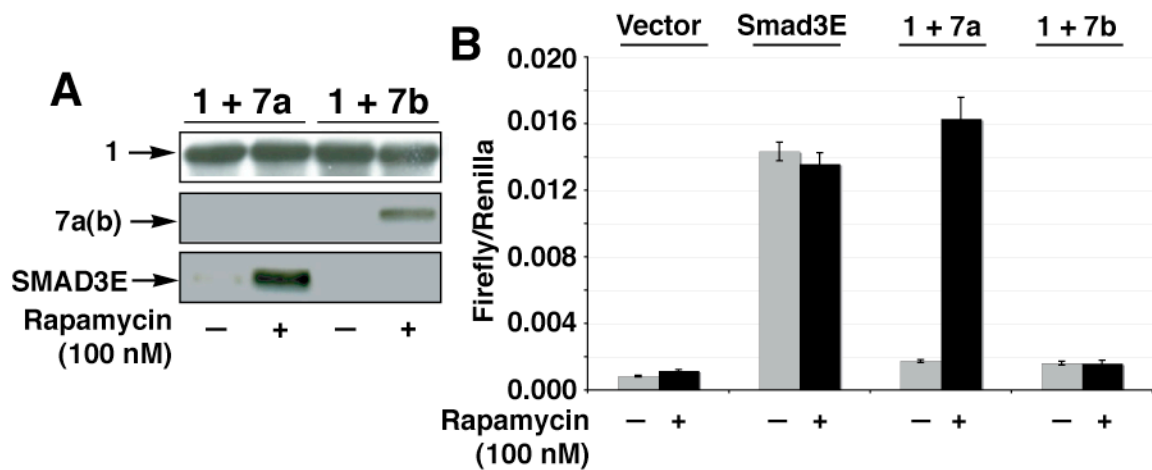 A
1 + 7a 1 + 7b
1
7a(b)
SMAD3E
Rapamycin
(100 nM)
– + – +
B
Vector Smad3E 1 + 7a 1 + 7b
Firefly/Renilla
0.020
0.016
0.012
0.008
0.004
0.000
Rapamycin
(100 nM)
– + – + – + – +